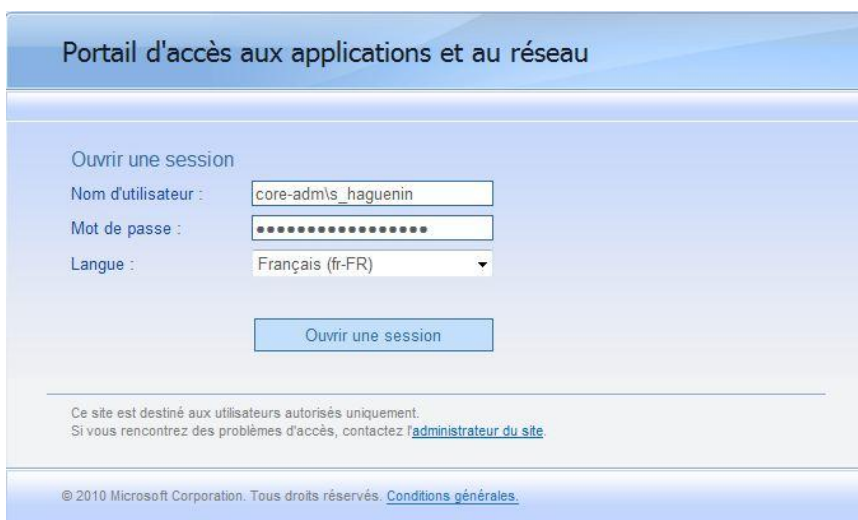 Portail d'accès aux applications et au réseau
Ouvrir une session
Nom d'utilisateur : core-adm\s_haguenin
Mot de passe : •••••••••••••••••
Langue : Français (fr-FR)
Ouvrir une session
Ce site est destiné aux utilisateurs autorisés uniquement.
Si vous rencontrez des problèmes d'accès, contactez l'administrateur du site.
© 2010 Microsoft Corporation. Tous droits réservés. Conditions générales.